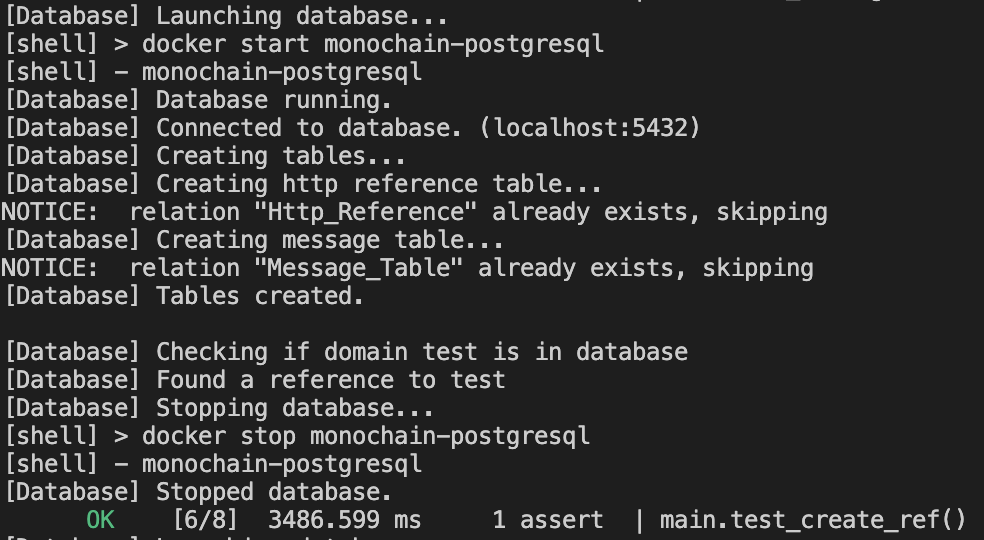 [Database] Launching database...
[shell] > docker start monochain-postgresql
[shell] - monochain-postgresql
[Database] Database running.
[Database] Connected to database. (localhost:5432)
[Database] Creating tables...
[Database] Creating http reference table...
NOTICE:  relation "Http_Reference" already exists, skipping
[Database] Creating message table...
NOTICE:  relation "Message_Table" already exists, skipping
[Database] Tables created.
[Database] Checking if domain test is in database
[Database] Found a reference to test
[Database] Stopping database...
[shell] > docker stop monochain-postgresql
[shell] - monochain-postgresql
[Database] Stopped database.
OK    [6/8]  3486.599 ms     1 assert  | main.test_create_ref()